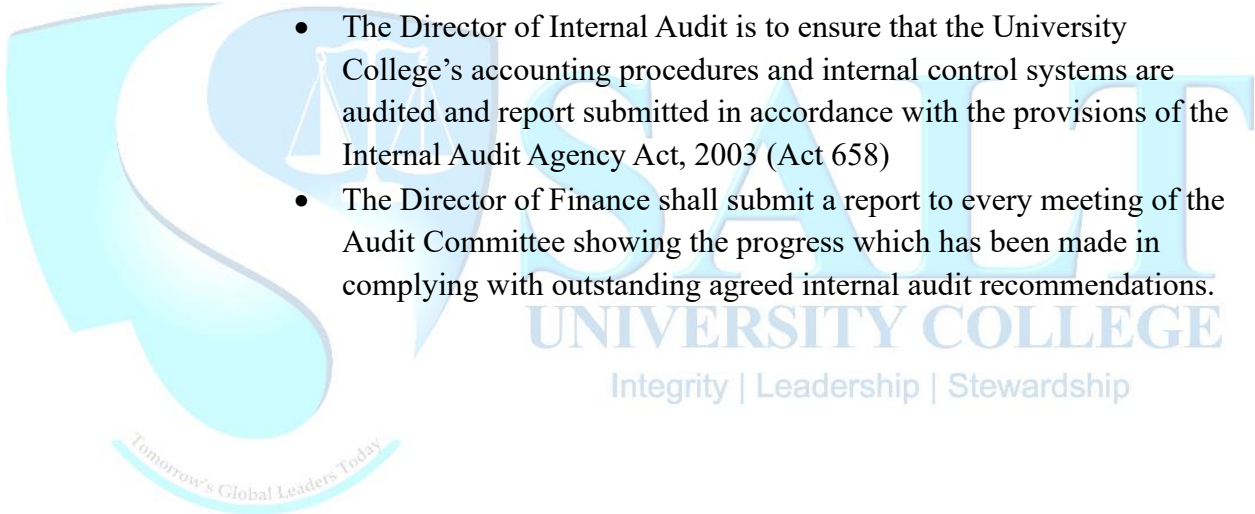 • The Director of Internal Audit is to ensure that the University
College’s accounting procedures and internal control systems are
audited and report submitted in accordance with the provisions of the
Internal Audit Agency Act, 2003 (Act 658)
• The Director of Finance shall submit a report to every meeting of the
Audit Committee showing the progress which has been made in
complying with outstanding agreed internal audit recommendations.
SALT
UNIVERSITY COLLEGE
Integrity | Leadership | Stewardship
Tomorrow's Global Leaders Today